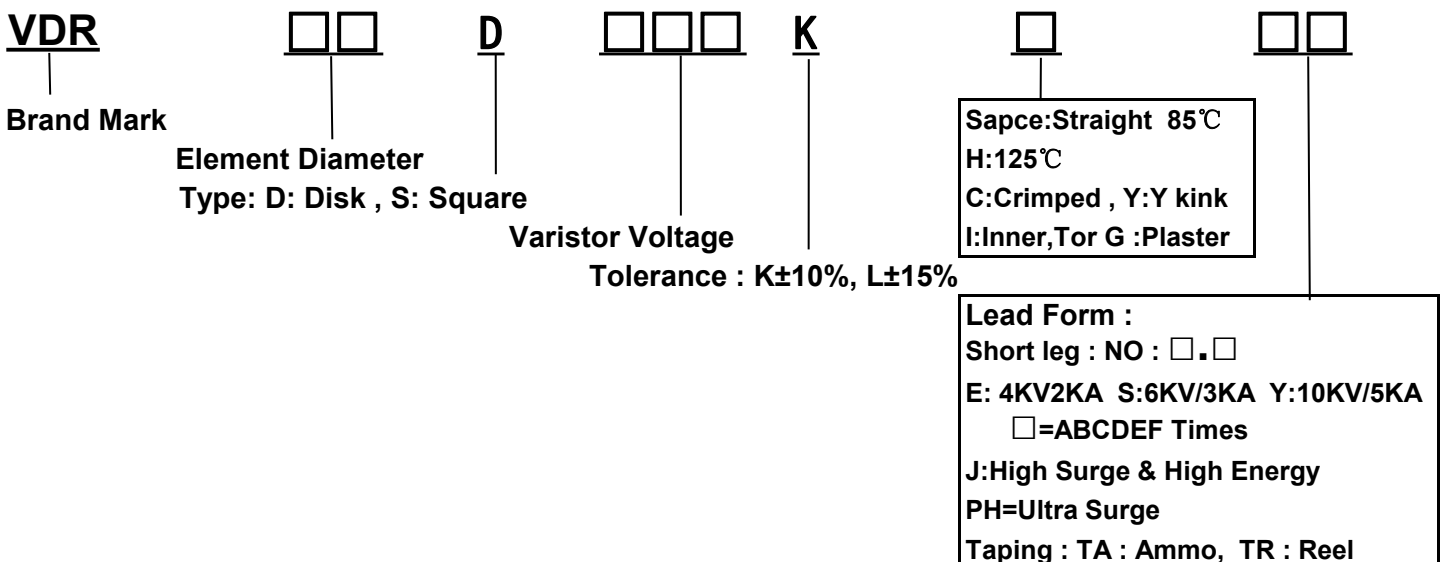 VDR □□ D □□□ K □ □□
Brand Mark
Element Diameter
Type: D: Disk , S: Square
Varistor Voltage
Tolerance : K±10%, L±15%
Sapce:Straight 85℃
H:125℃
C:Crimped , Y:Y kink
I:Inner,Tor G :Plaster
Lead Form :
Short leg : NO : □.□
E: 4KV2KA S:6KV/3KA Y:10KV/5KA
□=ABCDEF Times
J:High Surge & High Energy
PH=Ultra Surge
Taping : TA : Ammo, TR : Reel